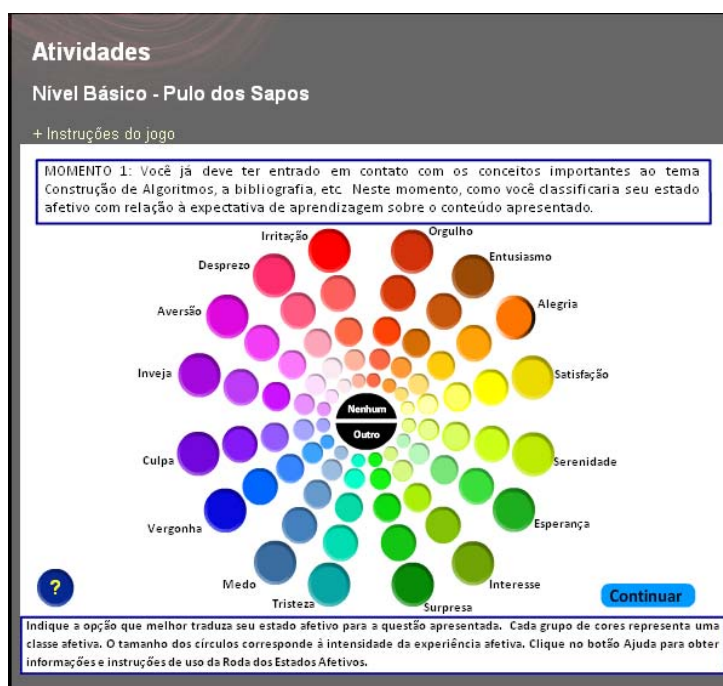 Atividades
Nível Básico - Pulo dos Sapos
+ Instruções do jogo
MOMENTO 1: Você já deve ter entrado em contato com os conceitos importantes ao tema
Construção de Algoritmos, a bibliografia, etc. Neste momento, como você classificaria seu estado
afetivo com relação à expectativa de aprendizagem sobre o conteúdo apresentado.
Irritação
Orgulho
Desprezo
Entusiasmo
Aversão
Alegria
Inveja
Satisfação
Nenhum
Outro
Culpa
Serenidade
Vergonha
Esperança
Medo
Interesse
Tristeza
Surpresa
?
Continuar
Indique a opção que melhor traduza seu estado afetivo para a questão apresentada. Cada grupo de cores representa uma
classe afetiva. O tamanho dos círculos corresponde à intensidade da experiência afetiva. Clique no botão Ajuda para obter
informações e instruções de uso da Roda dos Estados Afetivos.